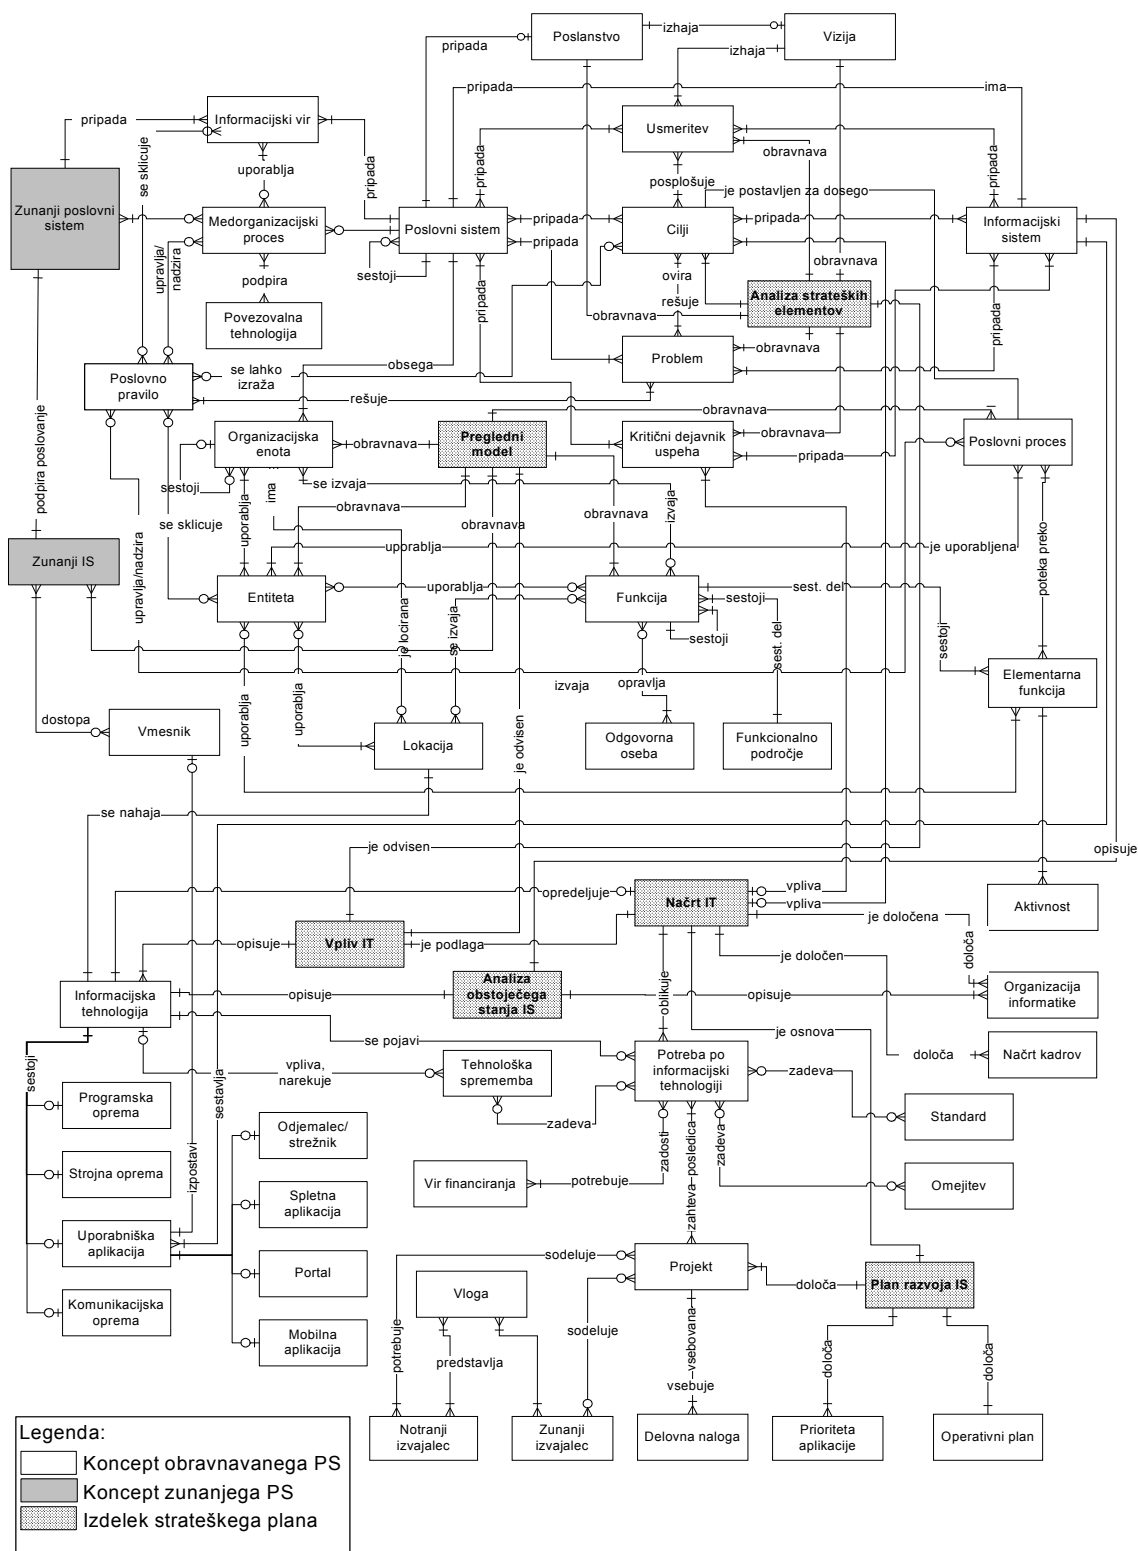 Poslanstvo
izhaja
Vizija
izhaja
pripada
pripada
ima
Informacijski vir
pripada
Usmeritev
obravnava
se sklicuje
uporablja
pripada
pripada
pripada
posplošuje
je postavljen za dosego
Zunanji poslovni
sistem
Medorganizacijski
proces
Poslovni sistem
pripada
pripada
Cilji
pripada
Informacijski
sistem
upravlja/
nadzira
sestoji
podpira
pripada
ovira
rešuje
obravnava
Analiza strateških
elementov
obravnava
Povezovalna
tehnologija
pripada
opisuje
Problem
obravnava
obsega
Poslovno
pravilo
se lahko
izraža
rešuje
obravnava
Organizacijska
enota
obravnava
Pregledni
model
Kritični dejavnik
uspeha
obravnava
pripada
Poslovni proces
podpira poslovanje
sestoji
uporablja
ima
se izvaja
obravnava
obravnava
obravnava
izvaja
se sklicuje
uporablja
je uporabljena
poteka preko
Zunanji IS
upravlja/nadzira
Entiteta
uporablja
Funkcija
sest. del
sestoji
sestoji
sest. del
sestoji
je locirana
se izvaja
Elementarna
funkcija
uporablja
uporablja
izvaja
opravlja
dostopa
Vmesnik
Lokacija
je odvisen
Odgovorna
oseba
Funkcionalno
področje
se nahaja
je odvisen
opredeljuje
Načrt IT
vpliva
vpliva
Aktivnost
opisuje
Vpliv IT
je podlaga
je določena
je določen
določa
Informacijska
tehnologija
opisuje
Analiza
obstoječega
stanja IS
oblikuje
opisuje
Organizacija
informatike
se pojavi
je osnova
sestoji
sestavlja
vpliva,
narekuje
Tehnološka
sprememba
Potreba po
informacijski
tehnologiji
zadeva
določa
Načrt kadrov
Programska
oprema
Odjemalec/
strežnik
zadeva
Standard
zadosti
posledica
zahteva
zadeva
Strojna oprema
izpostavi
Spletna
aplikacija
Vir financiranja
potrebuje
Omejitev
Uporabniška
aplikacija
Portal
sodeluje
Projekt
določa
Plan razvoja IS
Komunikacijska
oprema
Vloga
Mobilna
aplikacija
potrebuje
predstavlja
sodeluje
vsebovana
vsebuje
določa
določa
Notranji
izvajalec
Zunanji
izvajalec
Delovna naloga
Prioriteta
aplikacije
Operativni plan
Legenda:
Koncept obravnavanega PS
Koncept zunanjega PS
Izdelek strateškega plana